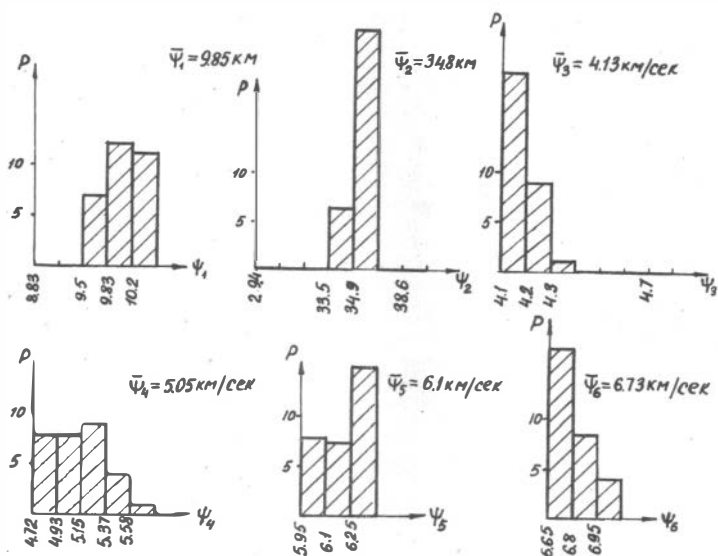 P
Ψ̄₁ = 9.85 км
10
5
8.83
9.5
9.83
10.2
Ψ₁
P
Ψ̄₂ = 34.8 км
10
5
2.94
33.5
34.9
38.6
Ψ₂
P
Ψ̄₃ = 4.13 км/сек
10
5
4.1
4.2
4.3
4.7
Ψ₃
P
Ψ̄₄ = 5.05 км/сек
10
5
4.72
4.93
5.15
5.37
5.58
Ψ₄
P
Ψ̄₅ = 6.1 км/сек
10
5
5.95
6.1
6.25
Ψ₅
P
Ψ̄₆ = 6.73 км/сек
10
5
6.65
6.8
6.95
Ψ₆